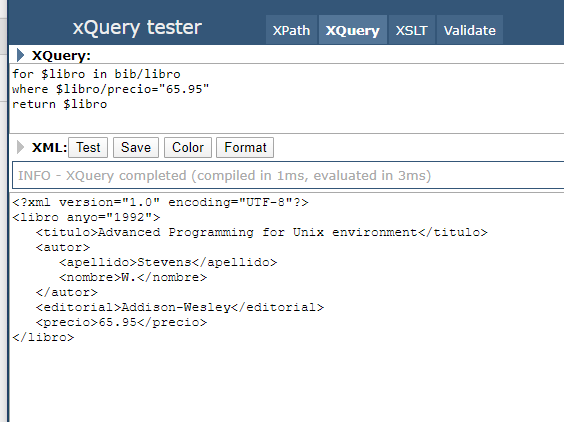 xQuery tester
XPath XQuery XSLT Validate
XQuery:
for $libro in bib/libro
where $libro/precio="65.95"
return $libro
XML: Test Save Color Format
INFO - XQuery completed (compiled in 1ms, evaluated in 3ms)
<?xml version="1.0" encoding="UTF-8"?>
<libro anyo="1992">
   <titulo>Advanced Programming for Unix environment</titulo>
   <autor>
      <apellido>Stevens</apellido>
      <nombre>W.</nombre>
   </autor>
   <editorial>Addison-Wesley</editorial>
   <precio>65.95</precio>
</libro>